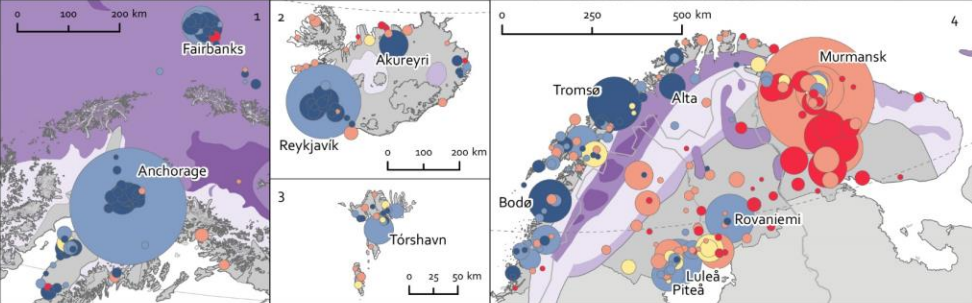 0 100 200 km
1
Fairbanks
Anchorage
2
Akureyri
Reykjavík
0 100 200 km
3
Tórshavn
0 25 50 km
0 250 500 km
4
Murmansk
Tromsø
Alta
Bodø
Rovaniemi
Luleå
Piteå